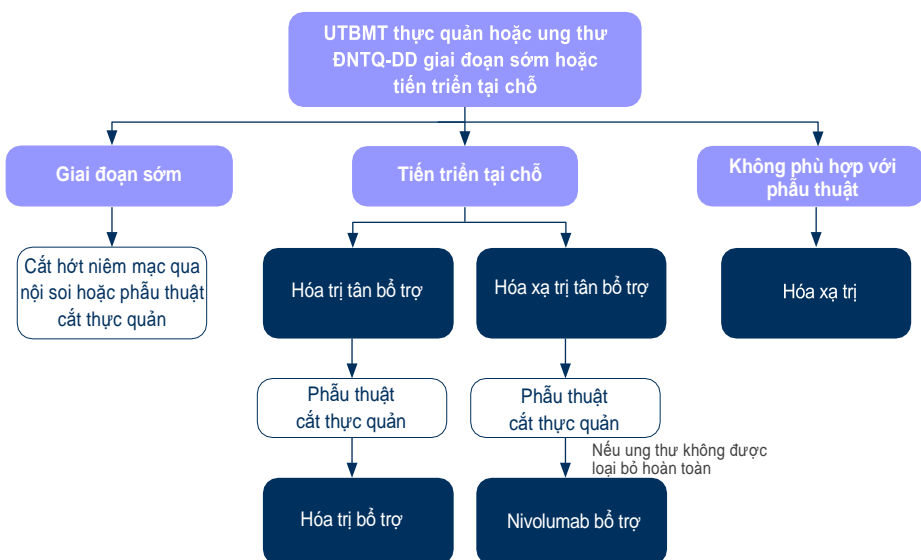 UTBMT thực quản hoặc ung thư
ĐNTQ-DD giai đoạn sớm hoặc
tiến triển tại chỗ
Giai đoạn sớm
Tiến triển tại chỗ
Không phù hợp với
phẫu thuật
Cắt hớt niêm mạc qua
nội soi hoặc phẫu thuật
cắt thực quản
Hóa trị tân bổ trợ
Hóa xạ trị tân bổ trợ
Hóa xạ trị
Phẫu thuật
cắt thực quản
Phẫu thuật
cắt thực quản
Nếu ung thư không được
loại bỏ hoàn toàn
Hóa trị bổ trợ
Nivolumab bổ trợ